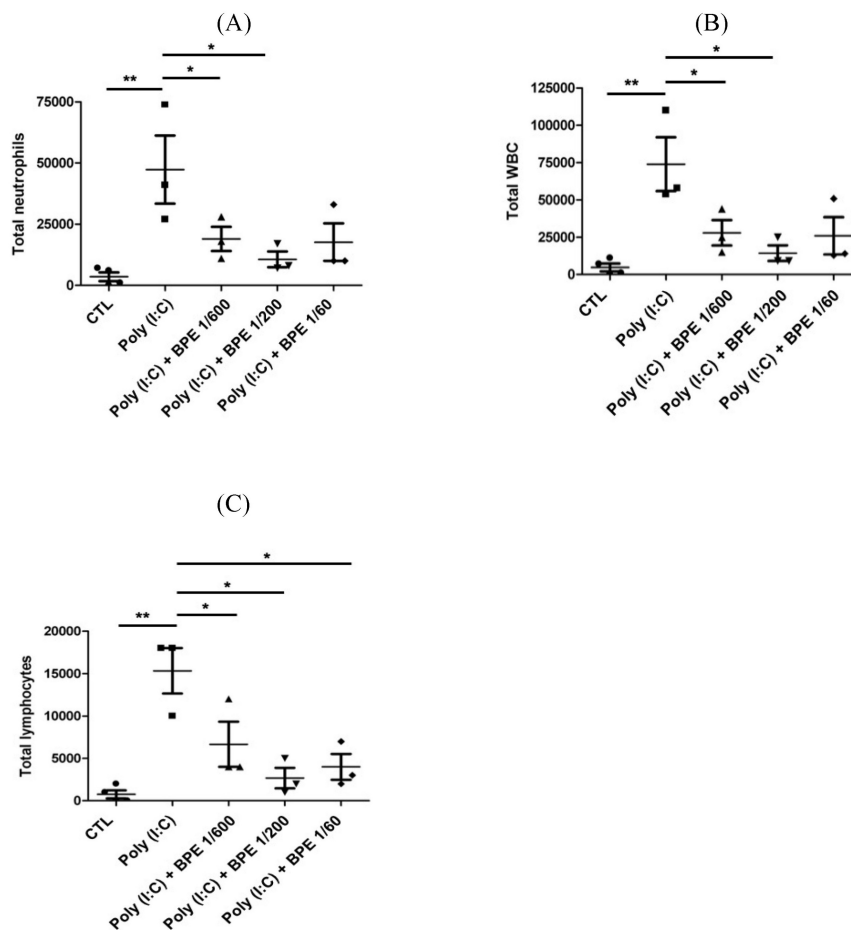 (A)
*
*
**
75000
50000
25000
0
Total neutrophils
CTL
Poly (I:C)
Poly (I:C) + BPE 1/600
Poly (I:C) + BPE 1/200
Poly (I:C) + BPE 1/60
(B)
*
*
**
125000
100000
75000
50000
25000
0
Total WBC
CTL
Poly (I:C)
Poly (I:C) + BPE 1/600
Poly (I:C) + BPE 1/200
Poly (I:C) + BPE 1/60
(C)
*
*
*
**
20000
15000
10000
5000
0
Total lymphocytes
CTL
Poly (I:C)
Poly (I:C) + BPE 1/600
Poly (I:C) + BPE 1/200
Poly (I:C) + BPE 1/60